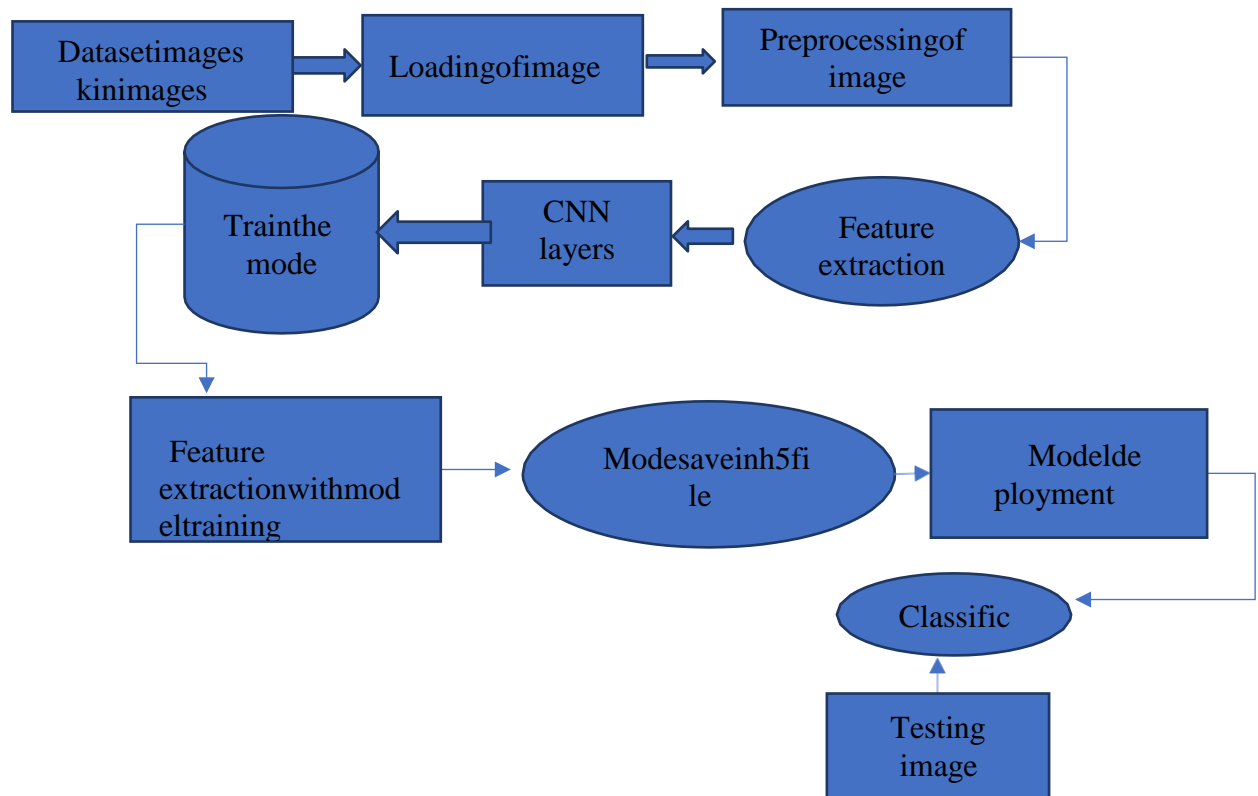 Datasetimages
kinimages
Loadingofimage
Preprocessingof
image
Feature
extraction
CNN
layers
Trainthe
mode
Feature
extractionwithmod
eltraining
Modesaveinh5fi
le
Modelde
ployment
Classific
Testing
image